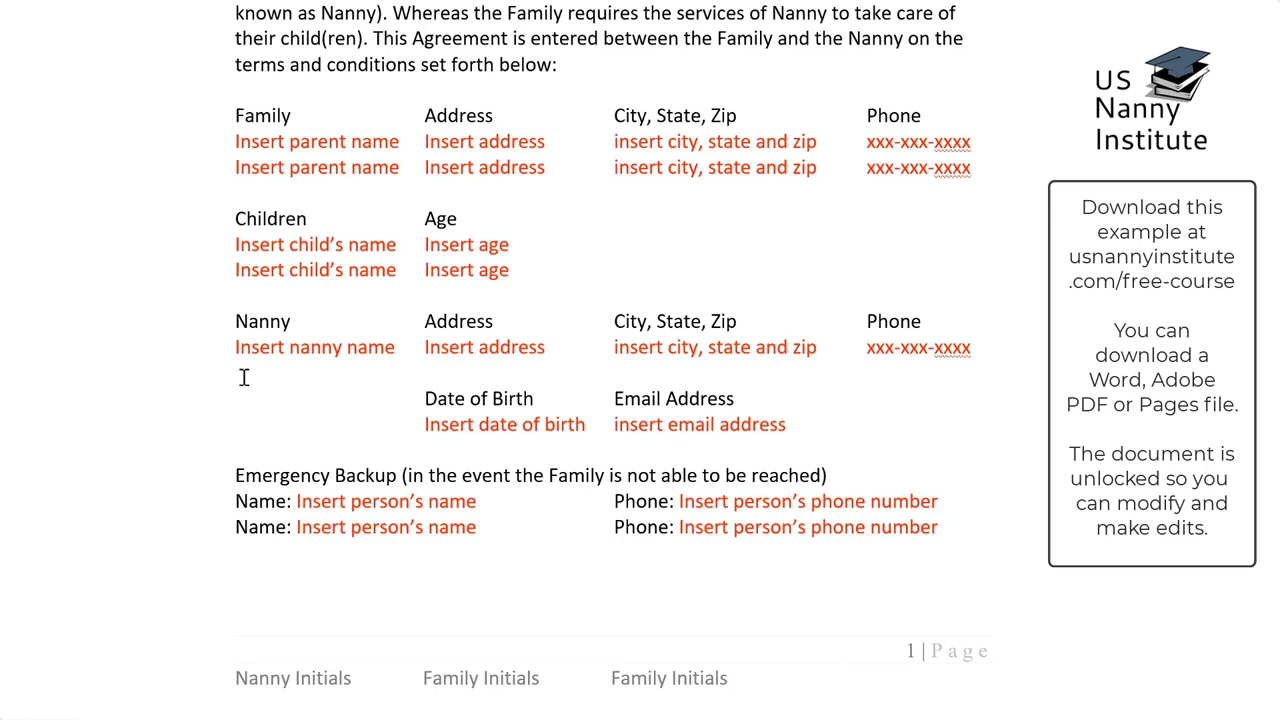 known as Nanny). Whereas the Family requires the services of Nanny to take care of
their child(ren). This Agreement is entered between the Family and the Nanny on the
terms and conditions set forth below:
Family Address City, State, Zip Phone
Insert parent name Insert address insert city, state and zip xxx-xxx-xxxx
Insert parent name Insert address insert city, state and zip xxx-xxx-xxxx
Children Age
Insert child’s name Insert age
Insert child’s name Insert age
Nanny Address City, State, Zip Phone
Insert nanny name Insert address insert city, state and zip xxx-xxx-xxxx
Date of Birth Email Address
Insert date of birth insert email address
Emergency Backup (in the event the Family is not able to be reached)
Name: Insert person’s name Phone: Insert person’s phone number
Name: Insert person’s name Phone: Insert person’s phone number
1 | Page
Nanny Initials Family Initials Family Initials
US
Nanny
Institute
Download this
example at
usnannyinstitute
.com/free-course
You can
download a
Word, Adobe
PDF or Pages file.
The document is
unlocked so you
can modify and
make edits.